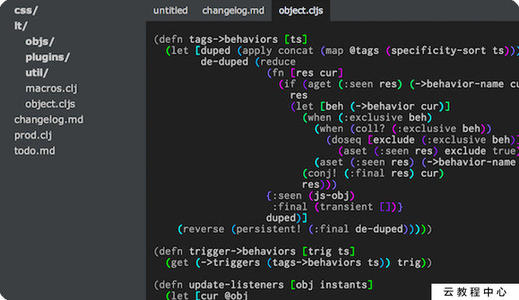 css/
lt/
objs/
plugins/
util/
macros.cljs
object.cljs
changelog.md
prod.clj
todo.md
untitled changelog.md object.cljs
(defn tags->behaviors [ts]
(let [duped (apply concat (map @tags (specificity-sort ts)))
de-duped (reduce
(fn [res cur]
(if (aget (:seen res) (->behavior-name cu
res
(let [beh (->behavior cur)]
(when (:exclusive beh)
(when (coll? (:exclusive beh))
(doseq [exclude (:exclusive beh)]
(aset (:seen res) exclude true)
(aset (:seen res) (->behavior-name
(conj! (:final res) cur)
res)))
{:seen (js-obj)
:final (transient [])}
duped)]
(reverse (persistent! (:final de-duped)))))
(defn trigger->behaviors [trig ts]
(get (->triggers (tags->behaviors ts)) trig))
(defn update-listeners [obj instants]
(let [cur @obj
云教程中心